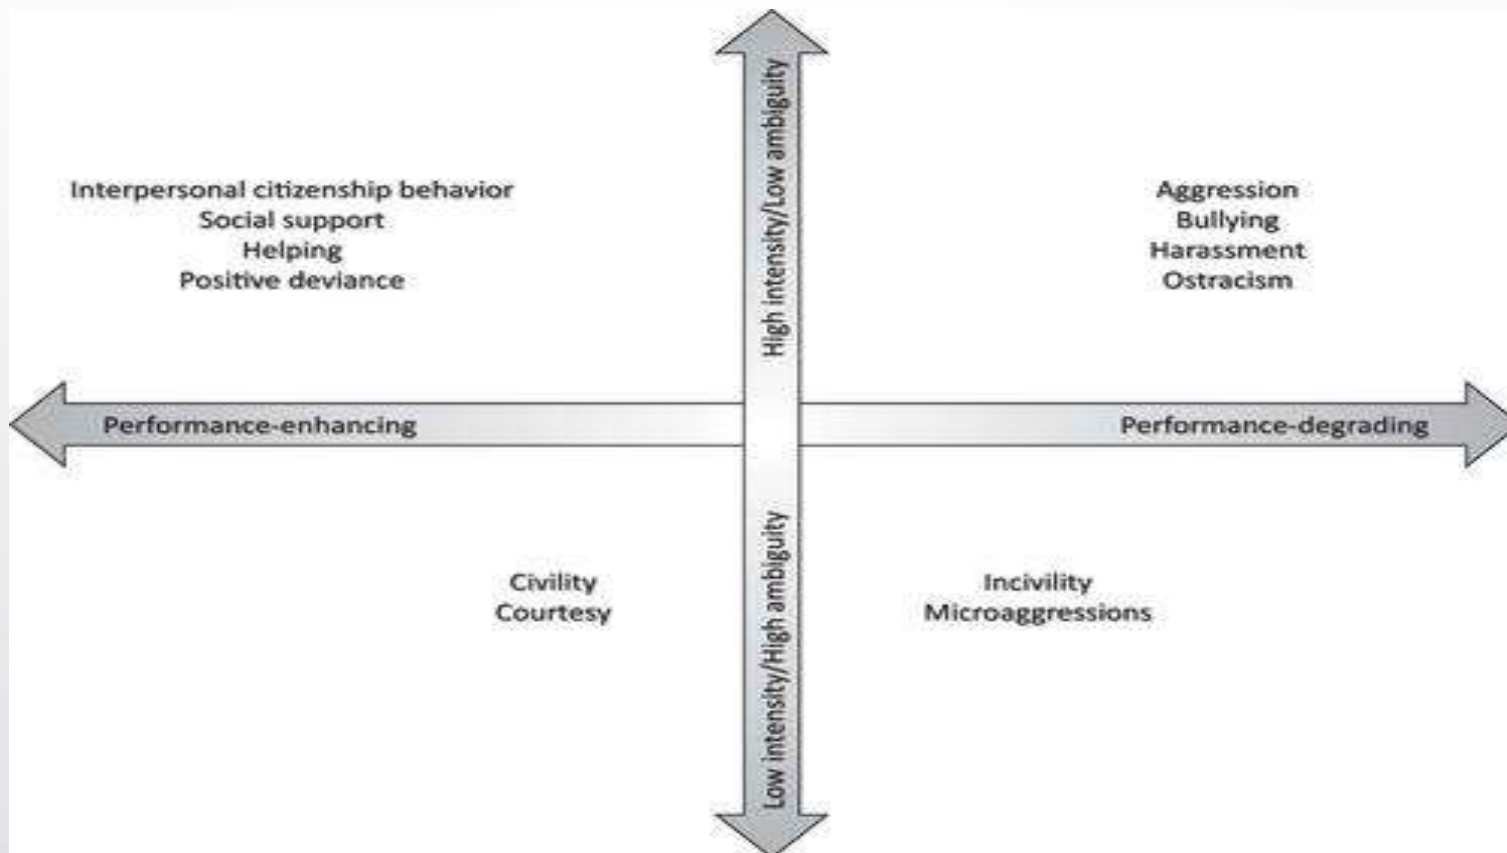 High intensity/Low ambiguity
Interpersonal citizenship behavior
Social support
Helping
Positive deviance
Aggression
Bullying
Harassment
Ostracism
Performance-enhancing
Performance-degrading
Low intensity/High ambiguity
Civility
Courtesy
Incivility
Microaggressions